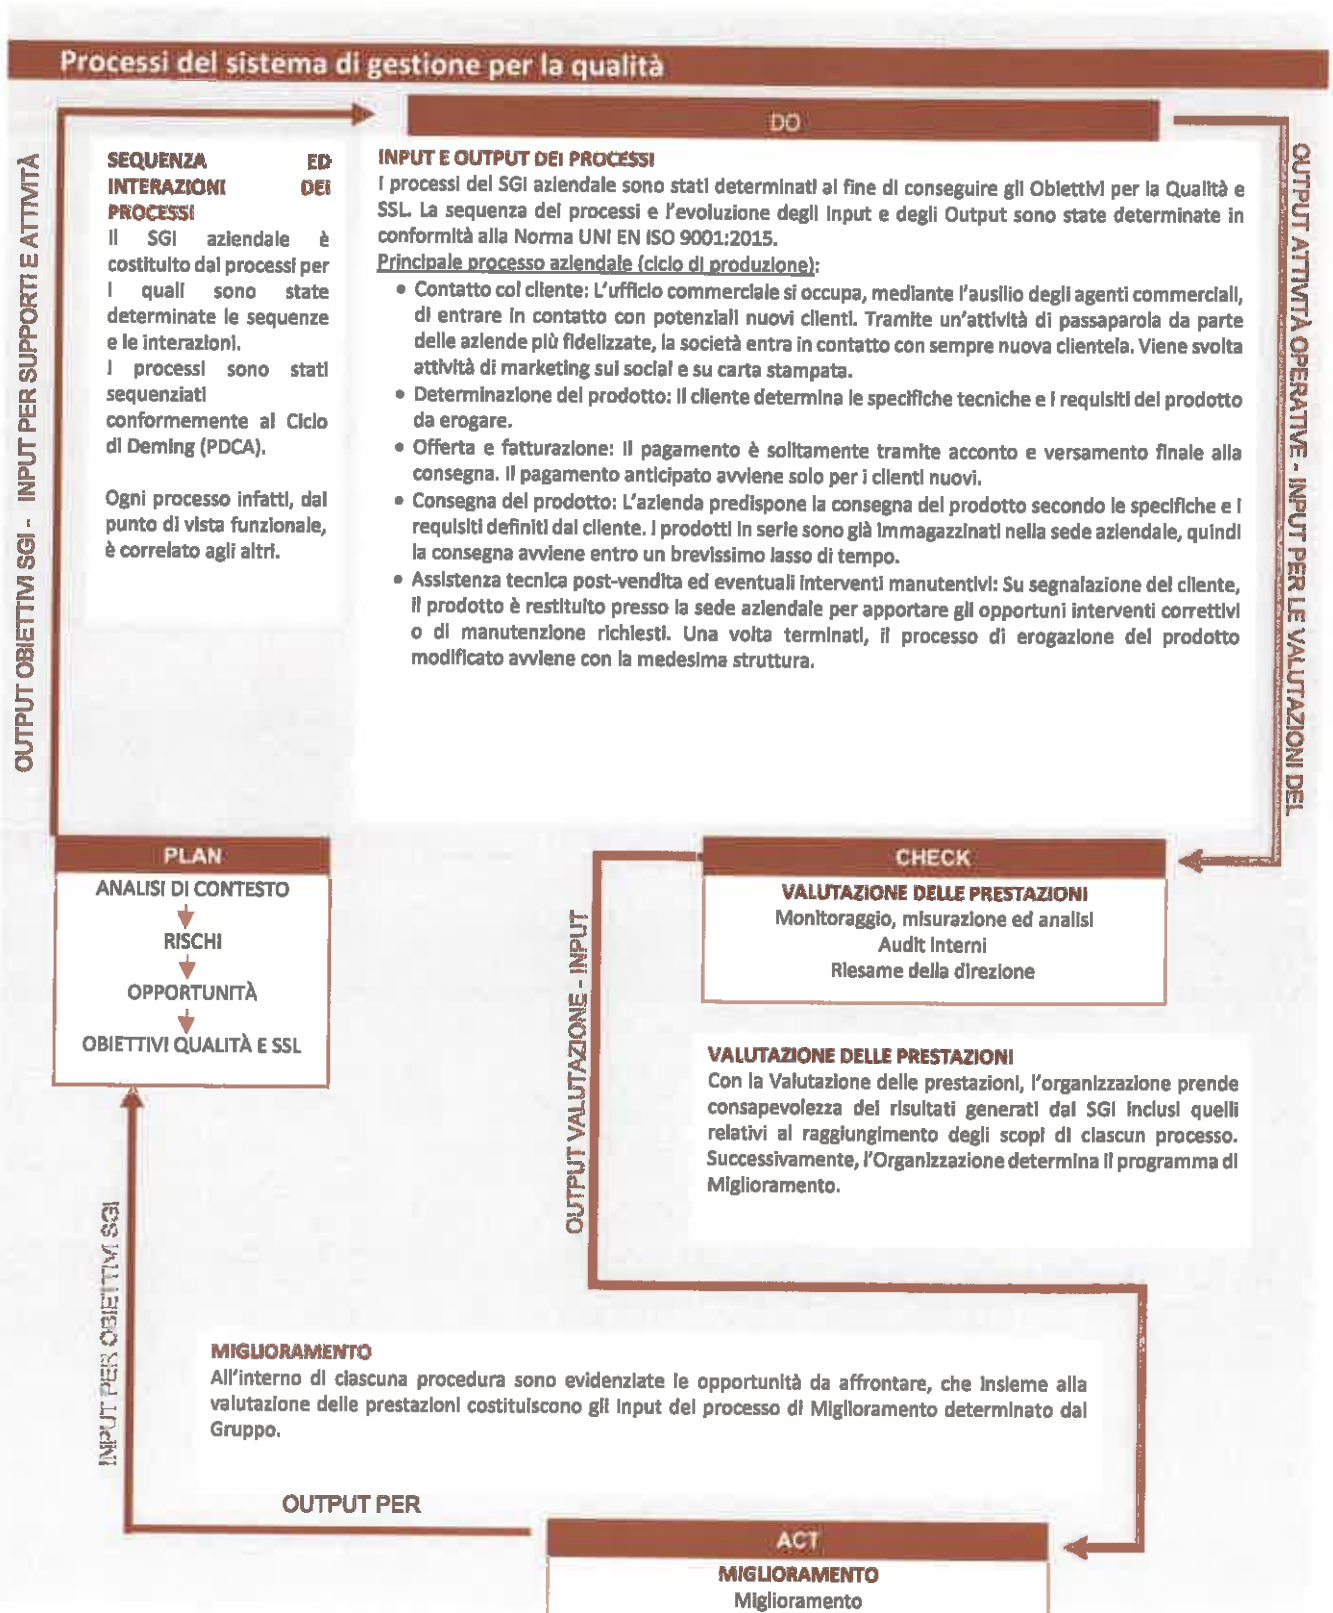 Processi del sistema di gestione per la qualità
DO
OUTPUT OBIETTIVI SGI - INPUT PER SUPPORTI E ATTIVITÀ
SEQUENZA ED
INTERAZIONI DEI
PROCESSI
Il SGI aziendale è
costituito dai processi per
i quali sono state
determinate le sequenze
e le interazioni.
I processi sono stati
sequenziati
conformemente al Ciclo
di Deming (PDCA).
Ogni processo infatti, dal
punto di vista funzionale,
è correlato agli altri.
INPUT E OUTPUT DEI PROCESSI
I processi del SGI aziendale sono stati determinati al fine di conseguire gli Obiettivi per la Qualità e
SSL. La sequenza dei processi e l'evoluzione degli Input e degli Output sono state determinate in
conformità alla Norma UNI EN ISO 9001:2015.
Principale processo aziendale (ciclo di produzione):
• Contatto col cliente: L'ufficio commerciale si occupa, mediante l'ausilio degli agenti commerciali,
di entrare in contatto con potenziali nuovi clienti. Tramite un'attività di passaparola da parte
delle aziende più fidelizzate, la società entra in contatto con sempre nuova clientela. Viene svolta
attività di marketing sui social e su carta stampata.
• Determinazione del prodotto: Il cliente determina le specifiche tecniche e i requisiti del prodotto
da erogare.
• Offerta e fatturazione: Il pagamento è solitamente tramite acconto e versamento finale alla
consegna. Il pagamento anticipato avviene solo per i clienti nuovi.
• Consegna del prodotto: L'azienda predispone la consegna del prodotto secondo le specifiche e i
requisiti definiti dal cliente. I prodotti in serie sono già immagazzinati nella sede aziendale, quindi
la consegna avviene entro un brevissimo lasso di tempo.
• Assistenza tecnica post-vendita ed eventuali interventi manutentivi: Su segnalazione del cliente,
il prodotto è restituito presso la sede aziendale per apportare gli opportuni interventi correttivi
o di manutenzione richiesti. Una volta terminati, il processo di erogazione del prodotto
modificato avviene con la medesima struttura.
OUTPUT ATTIVITÀ OPERATIVE - INPUT PER LE VALUTAZIONI DEL
PLAN
ANALISI DI CONTESTO
RISCHI
OPPORTUNITÀ
OBIETTIVI QUALITÀ E SSL
CHECK
VALUTAZIONE DELLE PRESTAZIONI
Monitoraggio, misurazione ed analisi
Audit Interni
Riesame della direzione
OUTPUT VALUTAZIONE - INPUT
VALUTAZIONE DELLE PRESTAZIONI
Con la Valutazione delle prestazioni, l'organizzazione prende
consapevolezza dei risultati generati dal SGI inclusi quelli
relativi al raggiungimento degli scopi di ciascun processo.
Successivamente, l'Organizzazione determina il programma di
Miglioramento.
INPUT PER OBIETTIVI SGI
MIGLIORAMENTO
All'interno di ciascuna procedura sono evidenziate le opportunità da affrontare, che insieme alla
valutazione delle prestazioni costituiscono gli Input del processo di Miglioramento determinato dal
Gruppo.
OUTPUT PER
ACT
MIGLIORAMENTO
Miglioramento